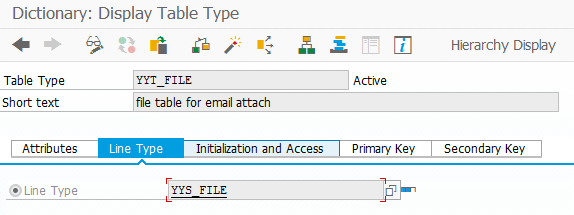 Dictionary: Display Table Type
Hierarchy Display
Table Type YYT_FILE Active
Short text file table for email attach
Attributes Line Type Initialization and Access Primary Key Secondary Key
Line Type YYS_FILE